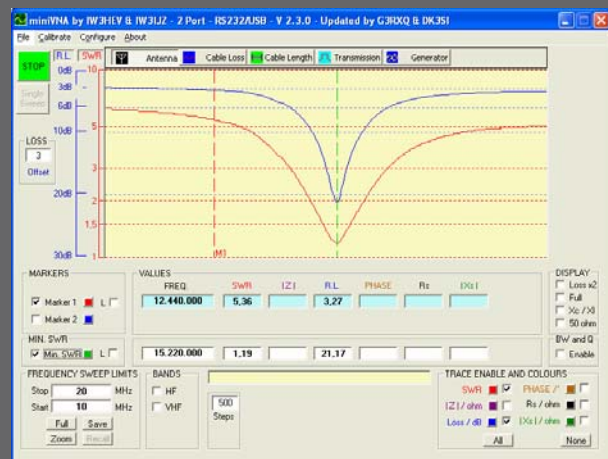 miniVNA by IW3HEV & IW3IJZ - 2 Port - RS232/USB - V 2.3.0 - Updated by G3RXQ & DK3SI
File Calibrate Configure About
STOP
Single Sweep
R.L SWR
Antenna Cable Loss Cable Length Transmission Generator
0dB 10
3dB
6dB
5
10dB
3
20dB
2
1,5
30dB 1
LOSS
3
Offset
M1
MARKERS
Marker 1 L
Marker 2
VALUES
FREQ. SWR |Z| R.L PHASE Rs |Xs|
12.440.000 5,36 3,27
MIN. SWR
Min. SWR L
15.220.000 1,19 21,17
DISPLAY
Loss x2
Full
Xc / Xl
50 ohm
BW and Q
Enable
FREQUENCY SWEEP LIMITS
Stop 20 MHz
Start 10 MHz
Full Save
Zoom Recall
BANDS
HF
VHF
500
Steps
TRACE ENABLE AND COLOURS
SWR PHASE /°
|Z| / ohm Rs / ohm
Loss / dB |Xs| / ohm
All None